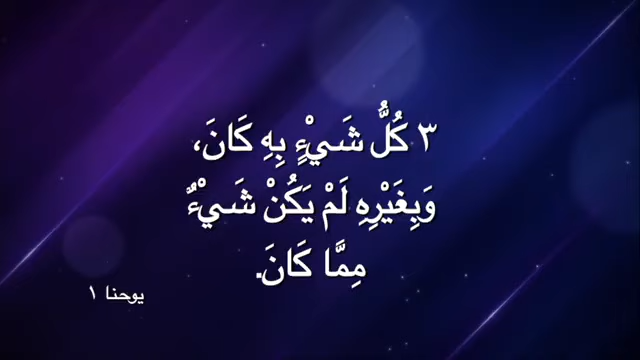 ٣ كُلُّ شَيْءٍ بِهِ كَانَ،
وَبِغَيْرِهِ لَمْ يَكُنْ شَيْءٌ
مِمَّا كَانَ.
يوحنا ١